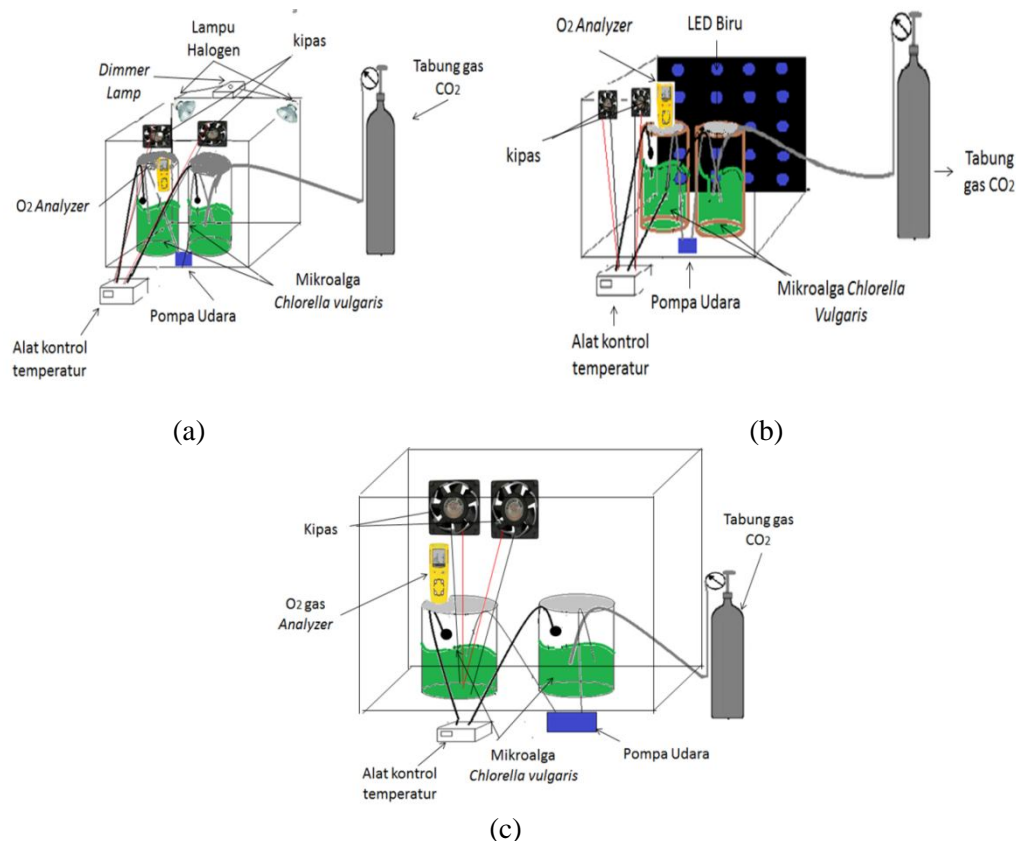 Lampu
Halogen
kipas
Dimmer
Lamp
Tabung gas
CO2
O2 Analyzer
Mikroalga
Chlorella vulgaris
Pompa Udara
Alat kontrol
temperatur
(a)
O2 Analyzer
LED Biru
kipas
Tabung
gas CO2
Mikroalga Chlorella
Vulgaris
Pompa Udara
Alat kontrol
temperatur
(b)
Kipas
Tabung gas
CO2
O2 gas
Analyzer
Mikroalga
Chlorella vulgaris
Pompa Udara
Alat kontrol
temperatur
(c)